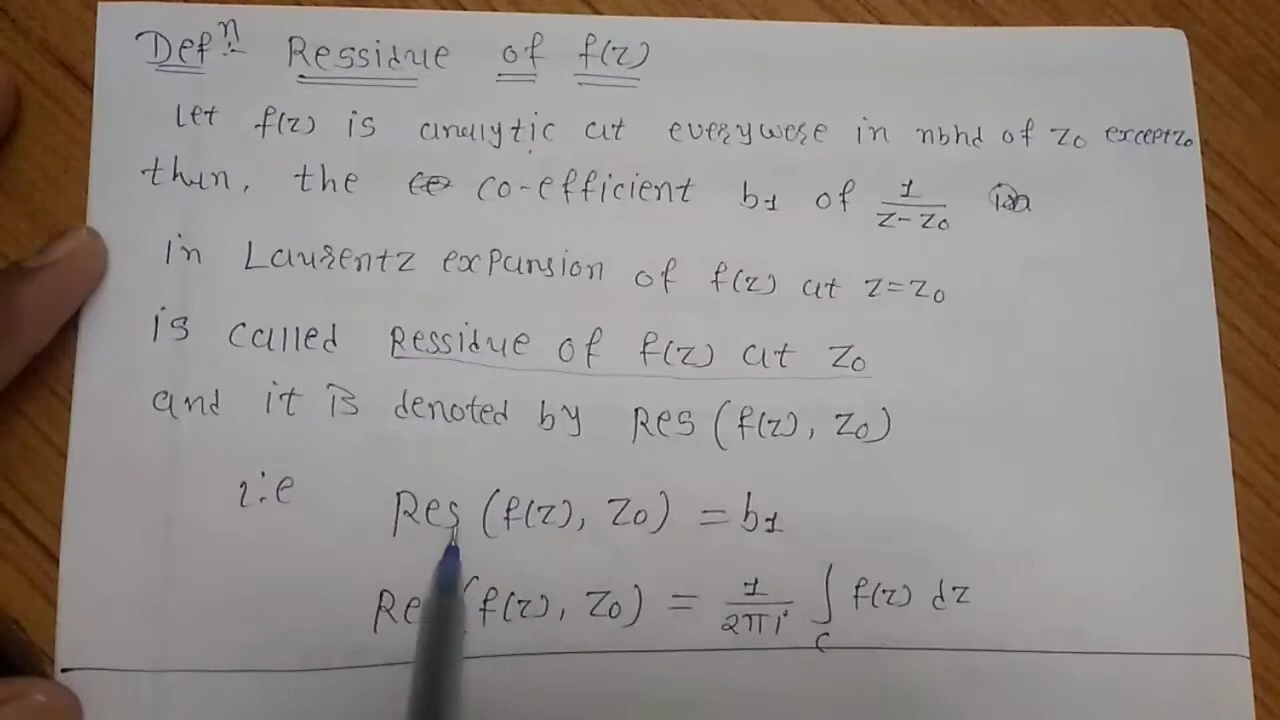 Defⁿ: Ressidue of f(z)
Let f(z) is analytic at everywere in nbhd of z₀ except z₀
then, the co-efficient b₁ of 1/(z-z₀)
in Laurentz expansion of f(z) at z=z₀
is called Ressidue of f(z) at z₀
and it is denoted by Res (f(z), z₀)
i.e Res (f(z), z₀) = b₁
Res (f(z), z₀) = 1/2πi ∫_C f(z) dz